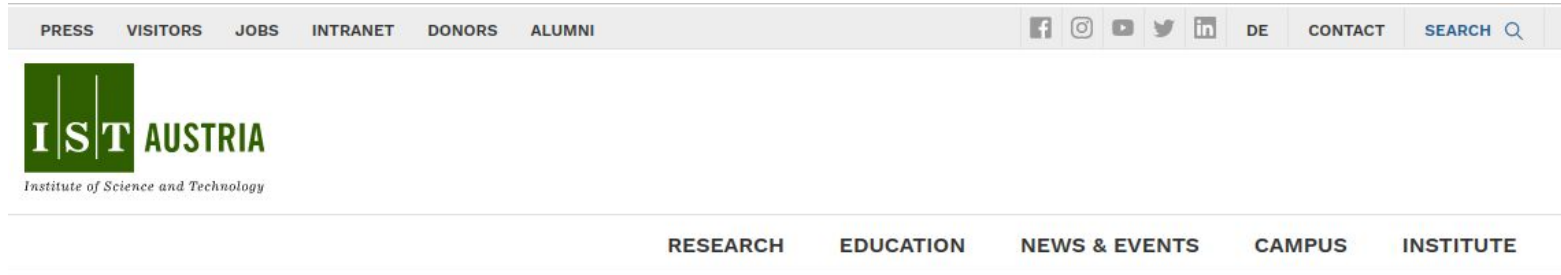 PRESS VISITORS JOBS INTRANET DONORS ALUMNI DE CONTACT SEARCH
IST AUSTRIA
Institute of Science and Technology
RESEARCH EDUCATION NEWS & EVENTS CAMPUS INSTITUTE